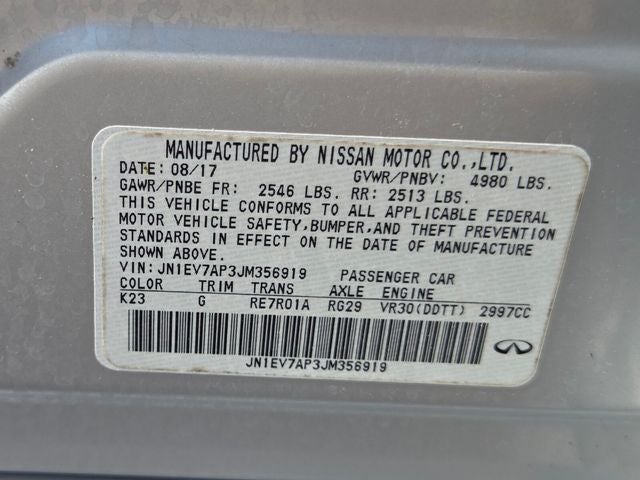 MANUFACTURED BY NISSAN MOTOR CO.,LTD.
DATE: 08/17 GVWR/PNBV: 4980 LBS.
GAWR/PNBE FR: 2546 LBS. RR: 2513 LBS.
THIS VEHICLE CONFORMS TO ALL APPLICABLE FEDERAL
MOTOR VEHICLE SAFETY,BUMPER,AND THEFT PREVENTION
STANDARDS IN EFFECT ON THE DATE OF MANUFACTURE
SHOWN ABOVE.
VIN: JN1EV7AP3JM356919 PASSENGER CAR
COLOR TRIM TRANS AXLE ENGINE
K23 G RE7R01A RG29 VR30(DDTT) 2997CC
JN1EV7AP3JM356919